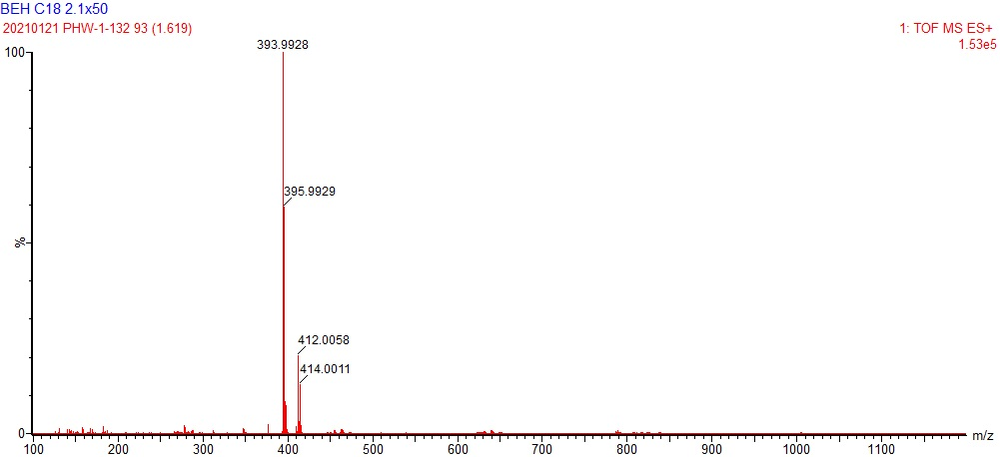 BEH C18 2.1x50
20210121 PHW-1-132 93 (1.619)
1: TOF MS ES+
1.53e5
100
393.9928
395.9929
%
412.0058
414.0011
0
100 200 300 400 500 600 700 800 900 1000 1100 m/z